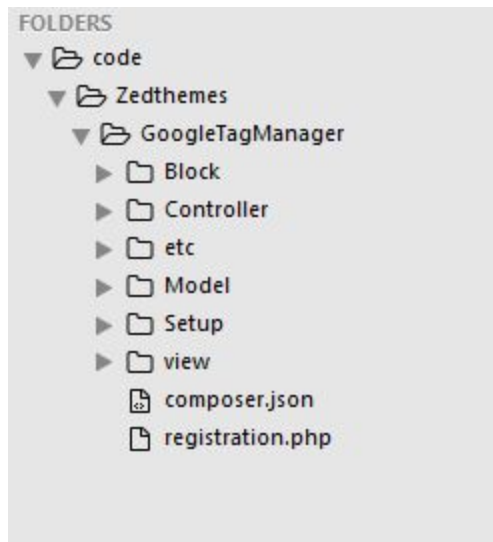 FOLDERS
code
Zedthemes
GoogleTagManager
Block
Controller
etc
Model
Setup
view
composer.json
registration.php